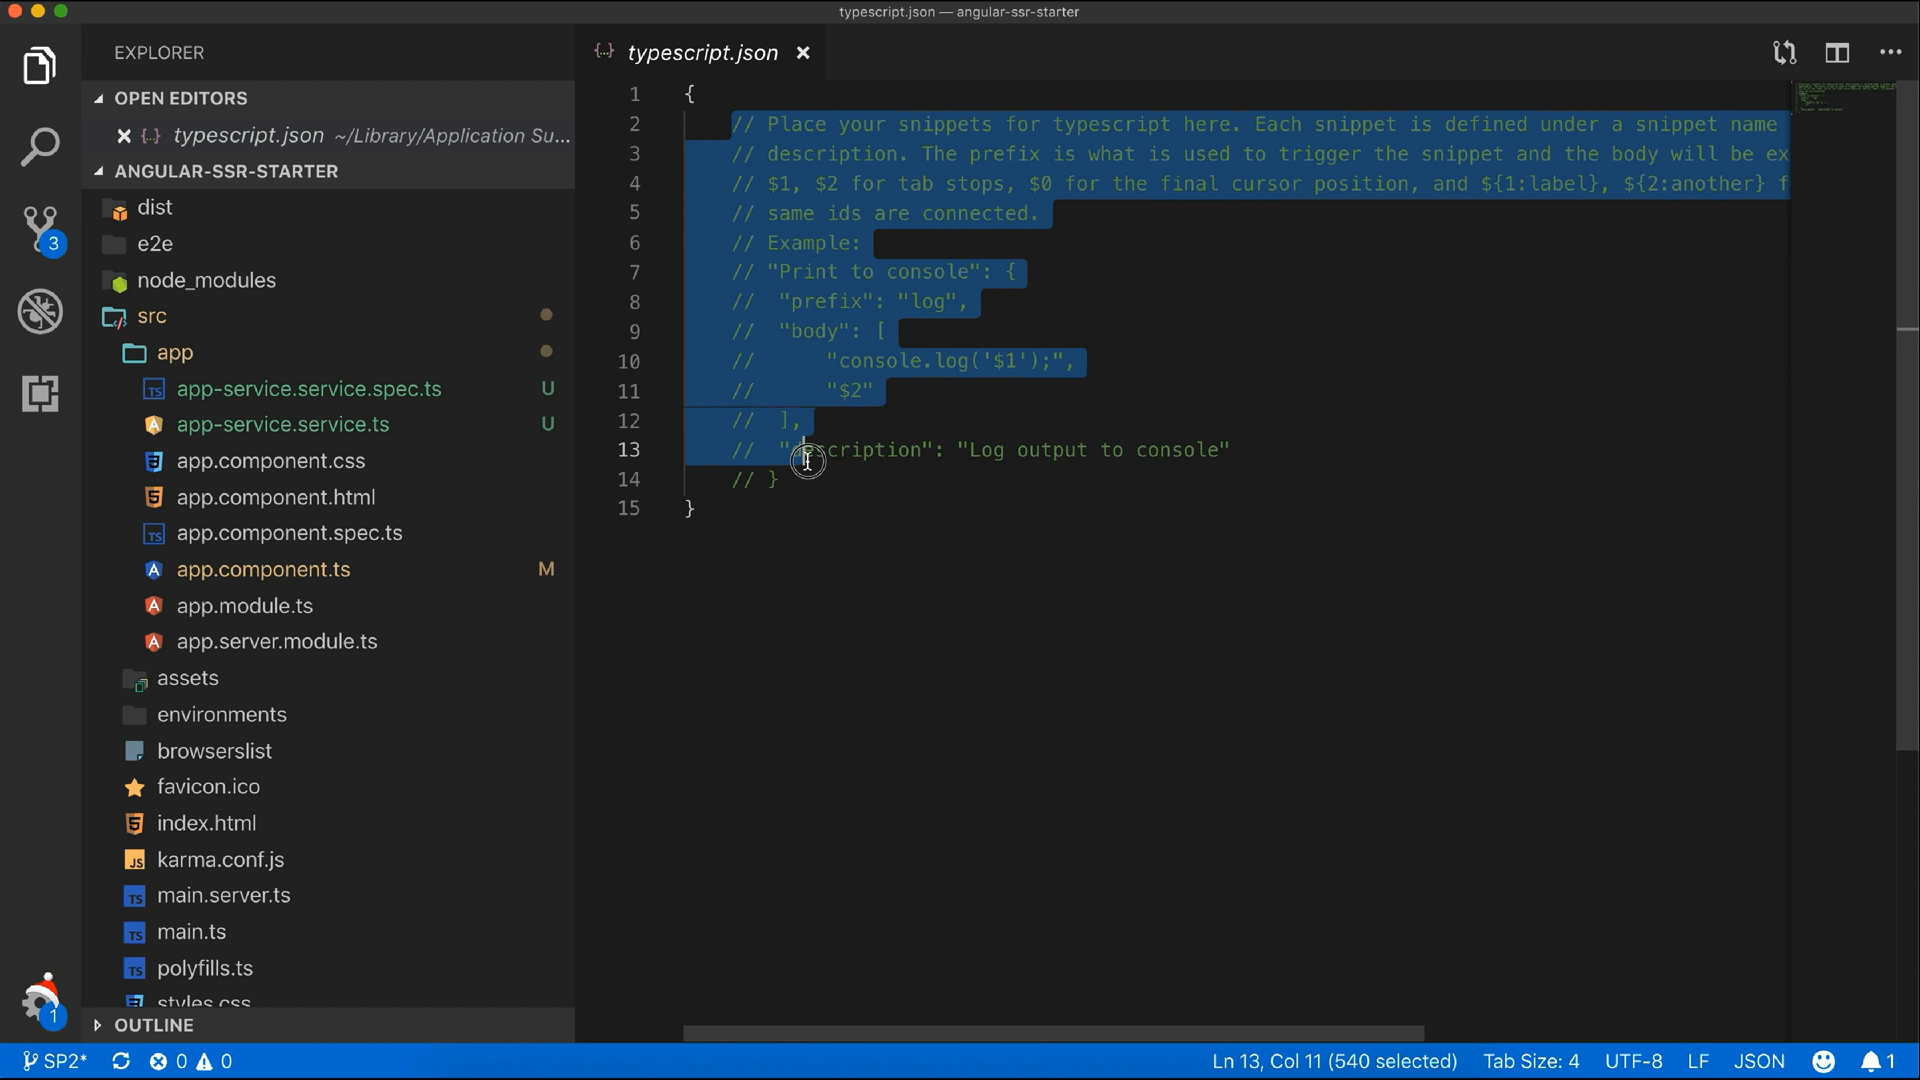 typescript.json — angular-ssr-starter
EXPLORER
OPEN EDITORS
typescript.json ~/Library/Application Su...
ANGULAR-SSR-STARTER
dist
e2e
node_modules
src
app
app-service.service.spec.ts U
app-service.service.ts U
app.component.css
app.component.html
app.component.spec.ts
app.component.ts M
app.module.ts
app.server.module.ts
assets
environments
browserslist
favicon.ico
index.html
karma.conf.js
main.server.ts
main.ts
polyfills.ts
styles.css
OUTLINE
3
1
typescript.json
1 {
2 // Place your snippets for typescript here. Each snippet is defined under a snippet name
3 // description. The prefix is what is used to trigger the snippet and the body will be ex
4 // $1, $2 for tab stops, $0 for the final cursor position, and ${1:label}, ${2:another} f
5 // same ids are connected.
6 // Example:
7 // "Print to console": {
8 // "prefix": "log",
9 // "body": [
10 // "console.log('$1');",
11 // "$2"
12 // ],
13 // "description": "Log output to console"
14 // }
15 }
SP2* 0 0
Ln 13, Col 11 (540 selected) Tab Size: 4 UTF-8 LF JSON 1